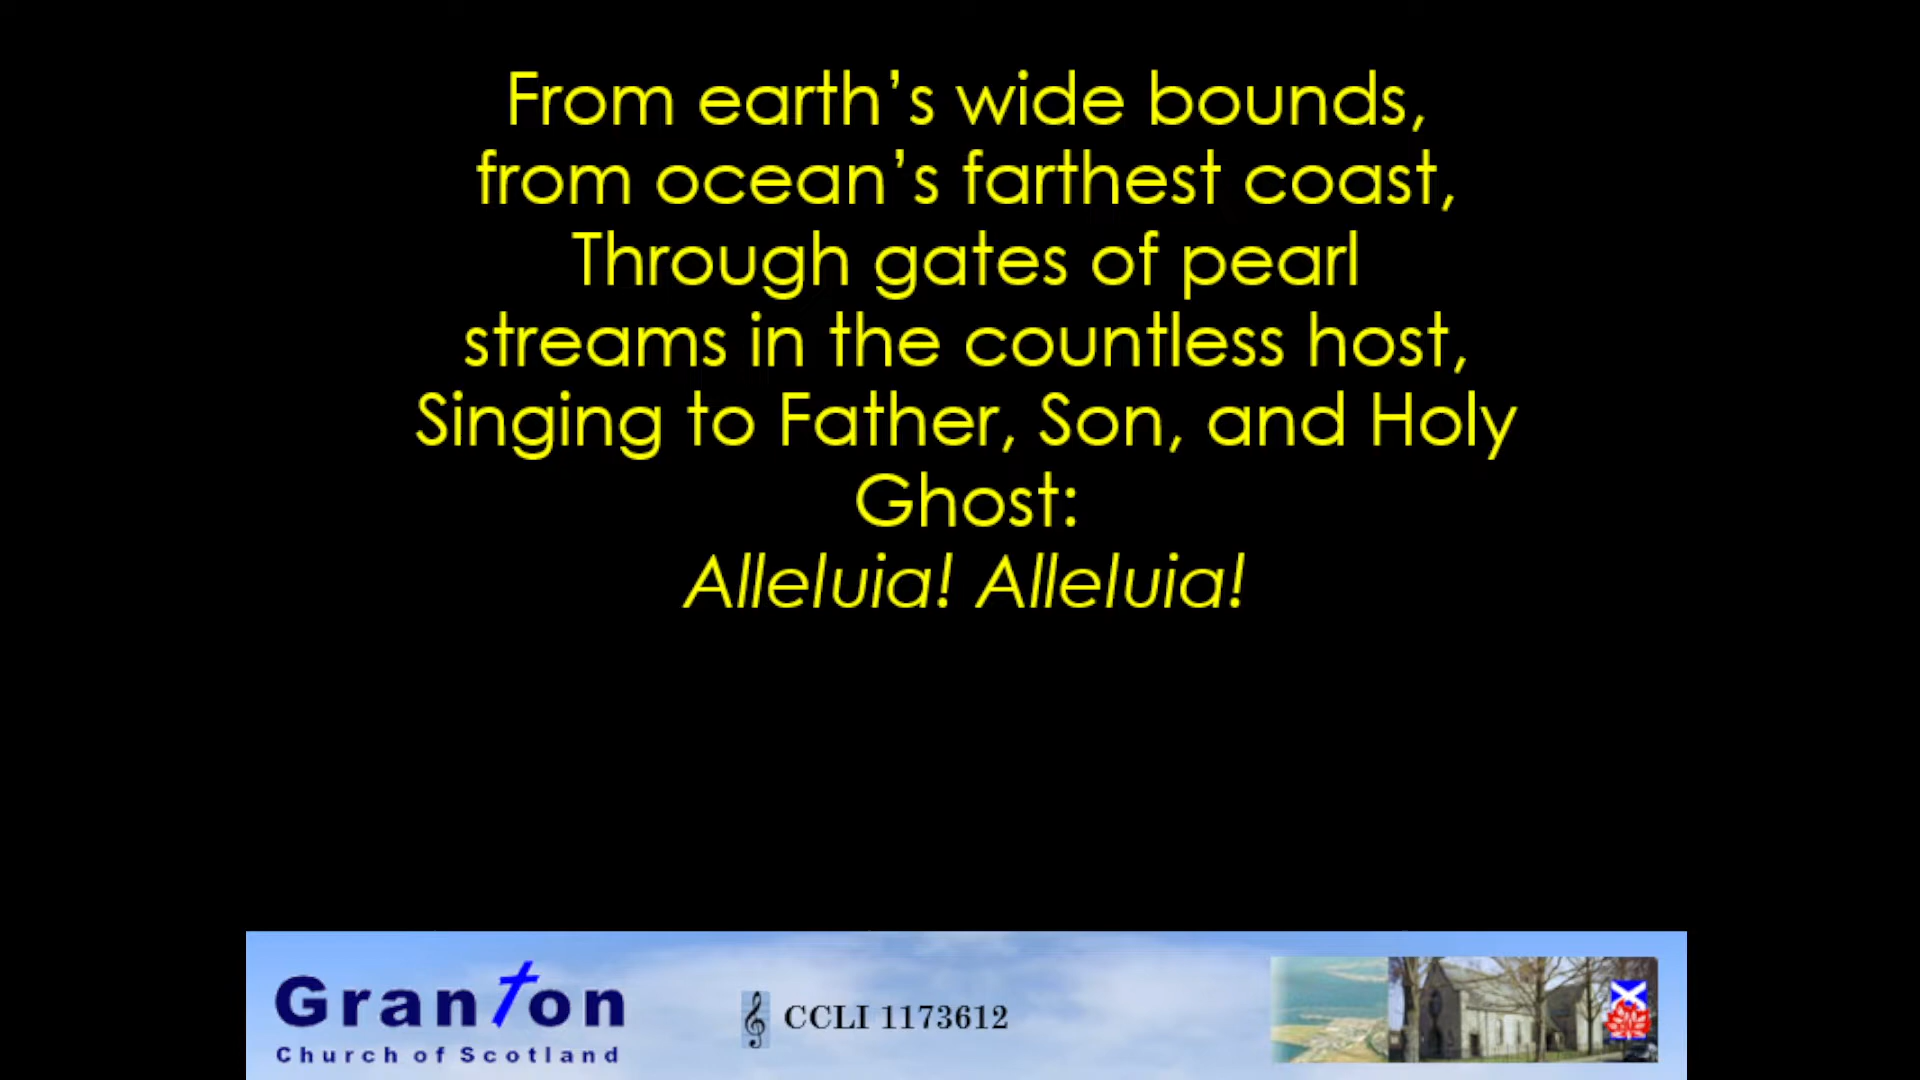 From earth’s wide bounds,
from ocean’s farthest coast,
Through gates of pearl
streams in the countless host,
Singing to Father, Son, and Holy
Ghost:
Alleluia! Alleluia!
Granton
Church of Scotland
CCLI 1173612